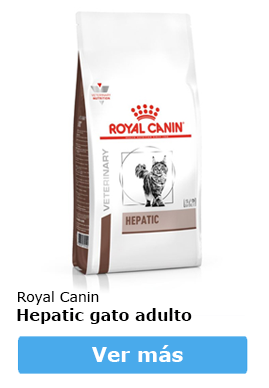 ROYAL CANIN
VETERINARY
HEPATIC
Royal Canin
Hepatic gato adulto
Ver más